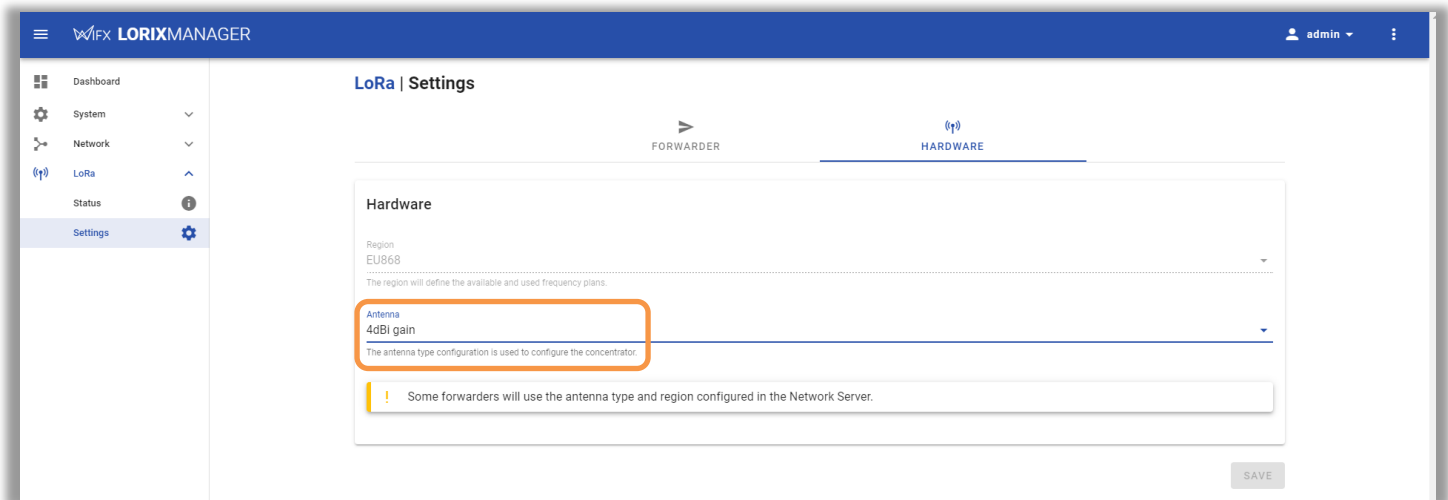 WIFX LORIXMANAGER
admin
Dashboard
System
Network
LoRa
Status
Settings
LoRa | Settings
FORWARDER
HARDWARE
Hardware
Region
EU868
The region will define the available and used frequency plans.
Antenna
4dBi gain
The antenna type configuration is used to configure the concentrator.
! Some forwarders will use the antenna type and region configured in the Network Server.
SAVE